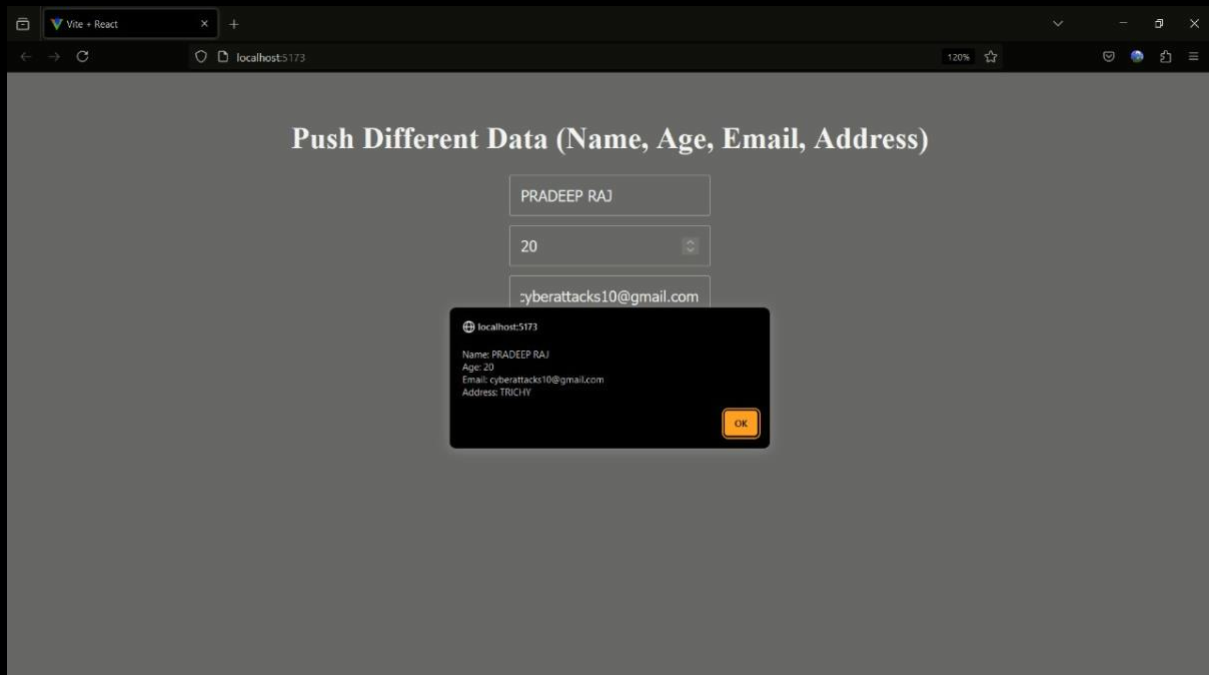 Vite + React
localhost:5173
120%
Push Different Data (Name, Age, Email, Address)
PRADEEP RAJ
20
cyberattacks10@gmail.com
localhost:5173
Name: PRADEEP RAJ
Age: 20
Email: cyberattacks10@gmail.com
Address: TRICHY
OK